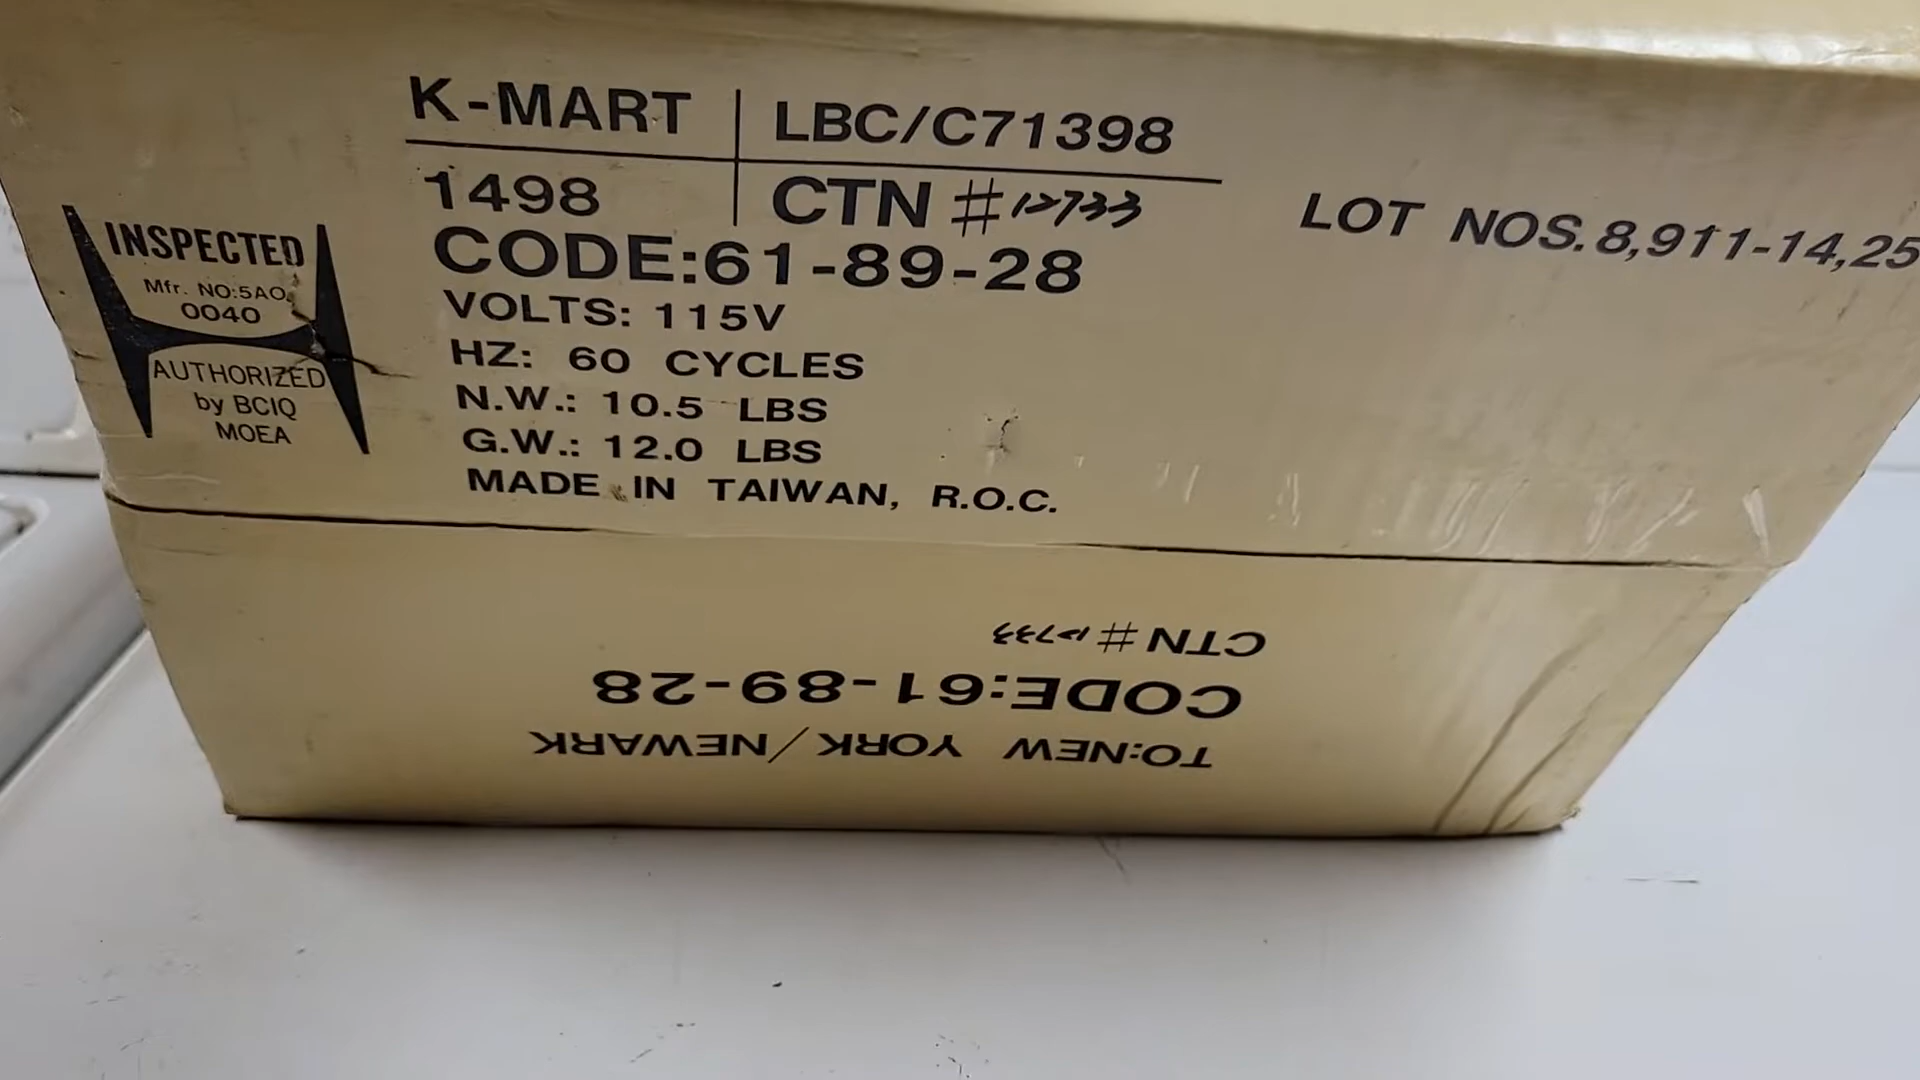 K-MART LBC/C71398
1498 CTN #12733
CODE:61-89-28
VOLTS: 115V
HZ: 60 CYCLES
N.W.: 10.5 LBS
G.W.: 12.0 LBS
MADE IN TAIWAN, R.O.C.
INSPECTED
Mfr. NO:5AO
0040
AUTHORIZED
by BCIQ
MOEA
LOT NOS. 8,911-14,25
TO:NEW YORK/NEWARK
CODE:61-89-28
CTN #12733